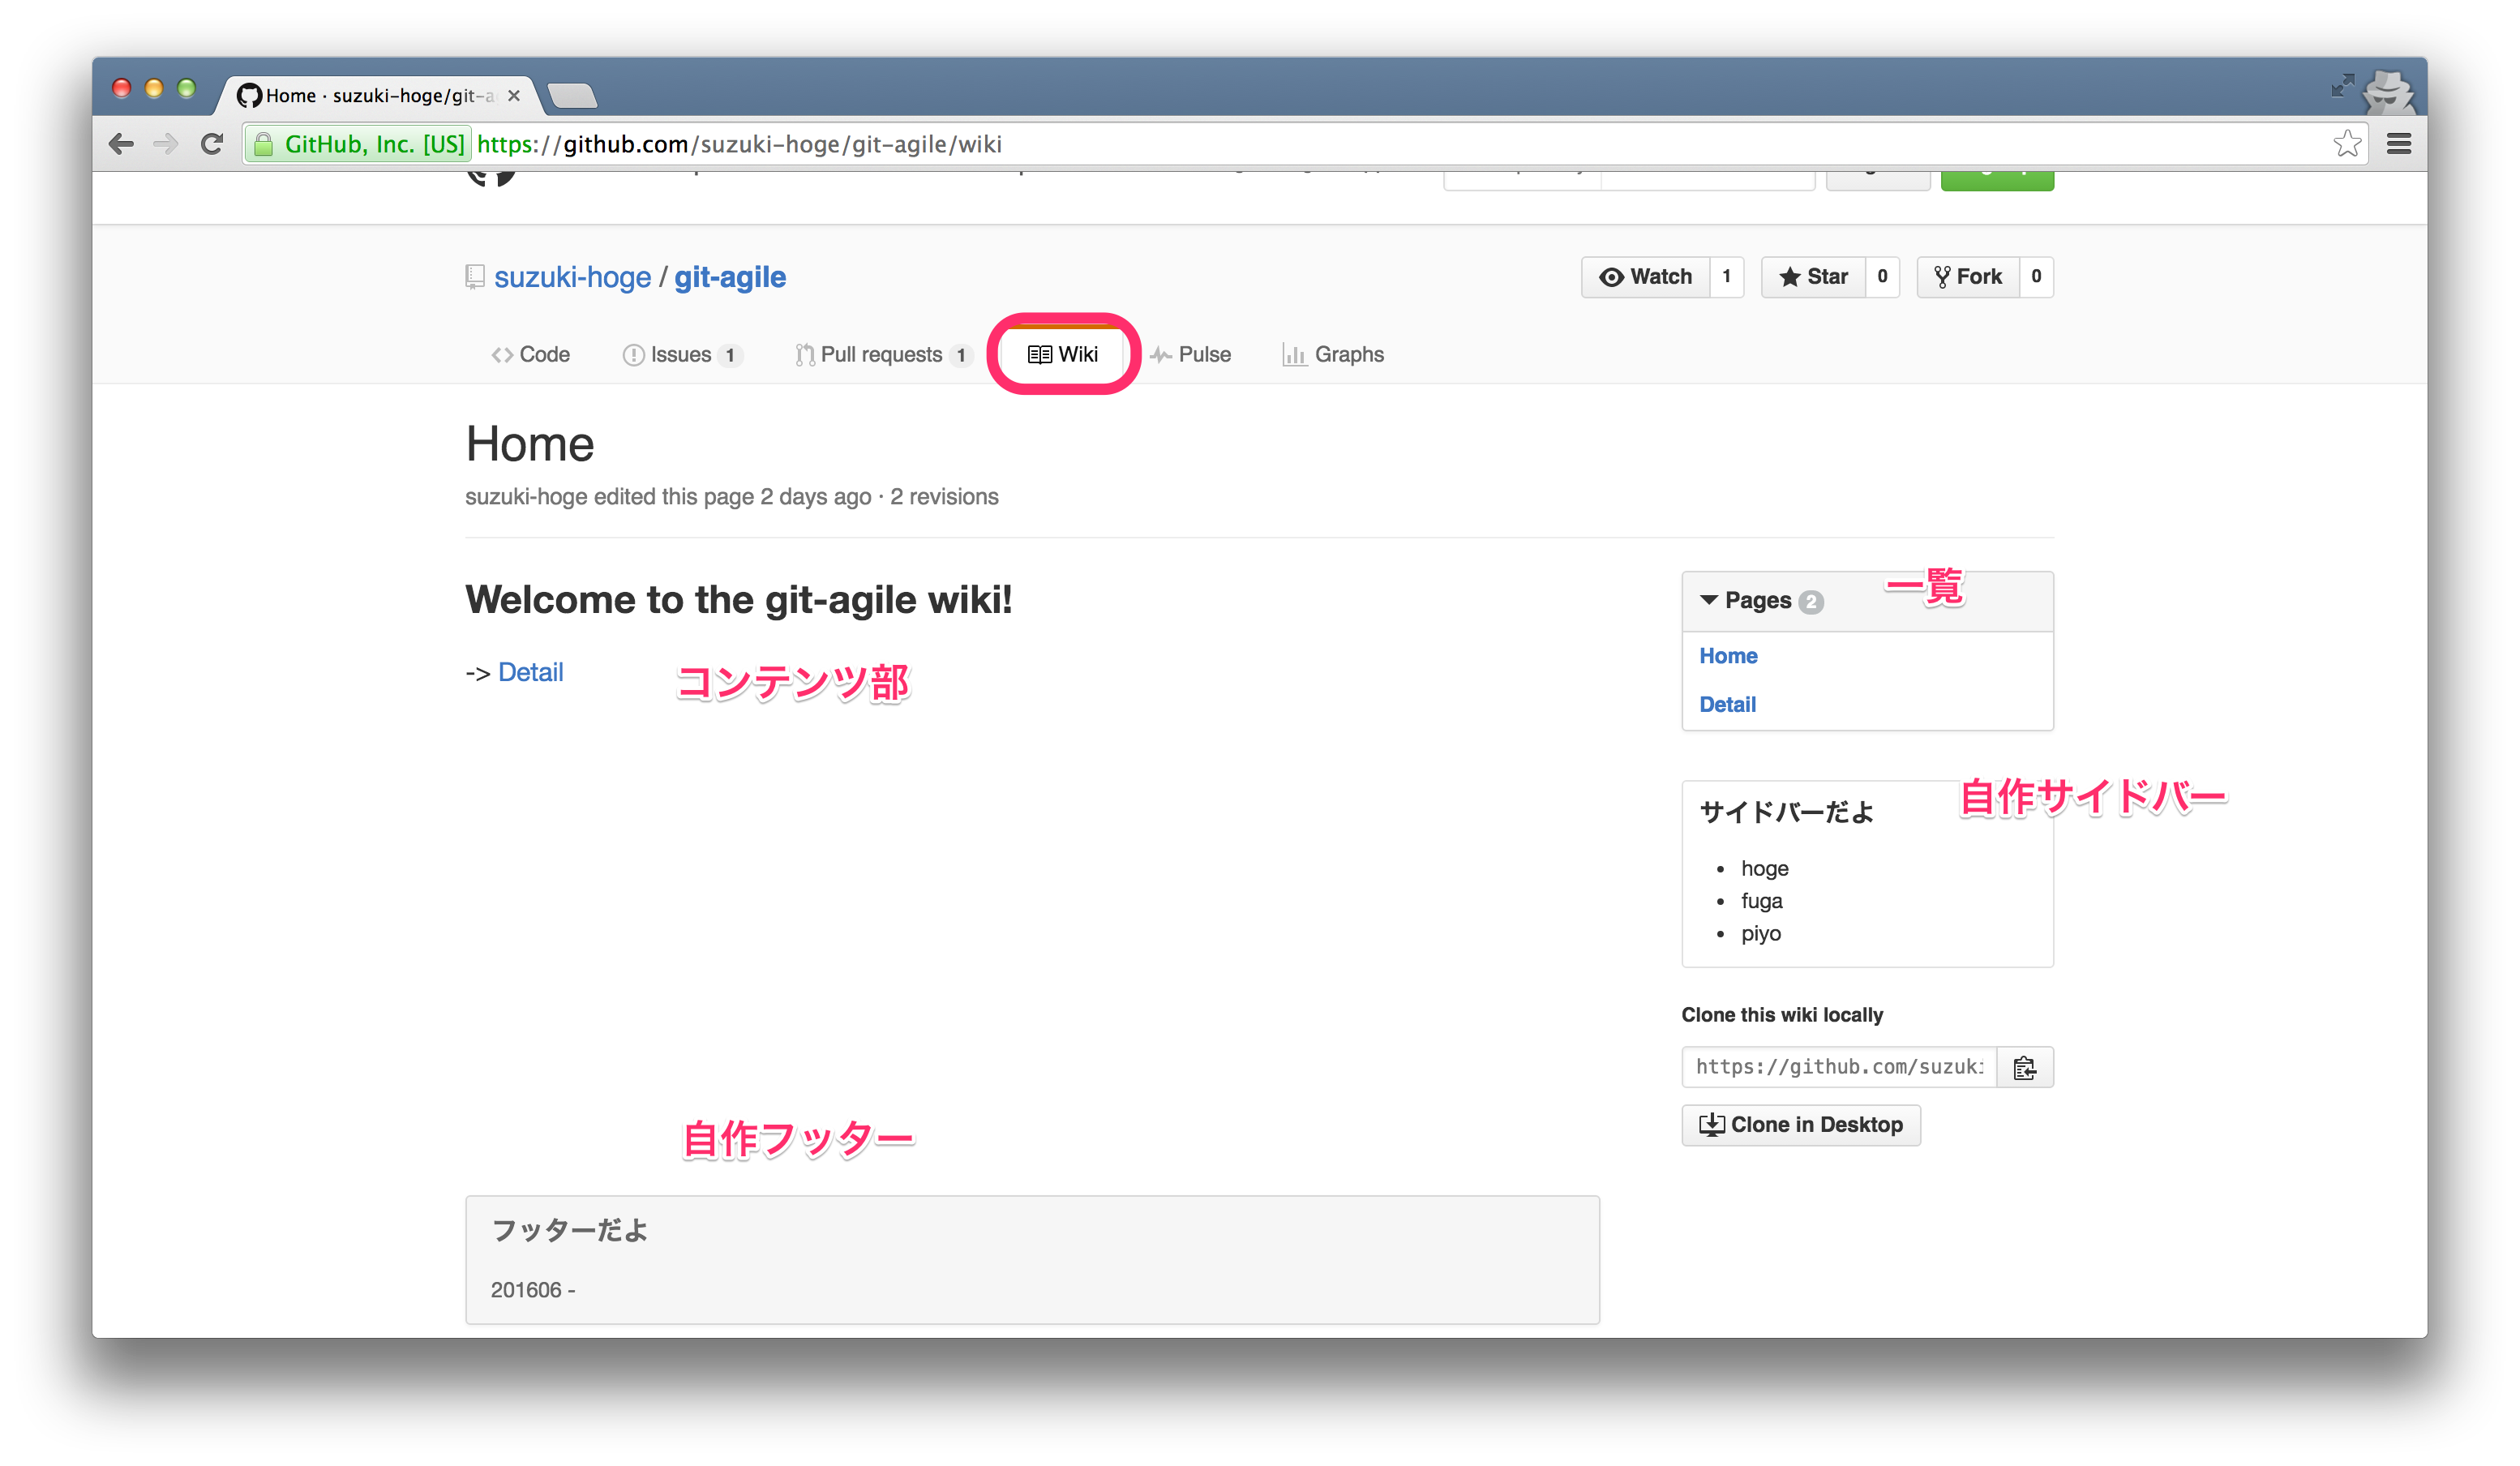 Home · suzuki-hoge/git-a
GitHub, Inc. [US] https://github.com/suzuki-hoge/git-agile/wiki
suzuki-hoge / git-agile
Watch 1 Star 0 Fork 0
Code Issues 1 Pull requests 1 Wiki Pulse Graphs
Home
suzuki-hoge edited this page 2 days ago · 2 revisions
Welcome to the git-agile wiki!
-> Detail
コンテンツ部
Pages 2
一覧
Home
Detail
自作サイドバー
サイドバーだよ
• hoge
• fuga
• piyo
Clone this wiki locally
https://github.com/suzuki
Clone in Desktop
自作フッター
フッターだよ
201606 -